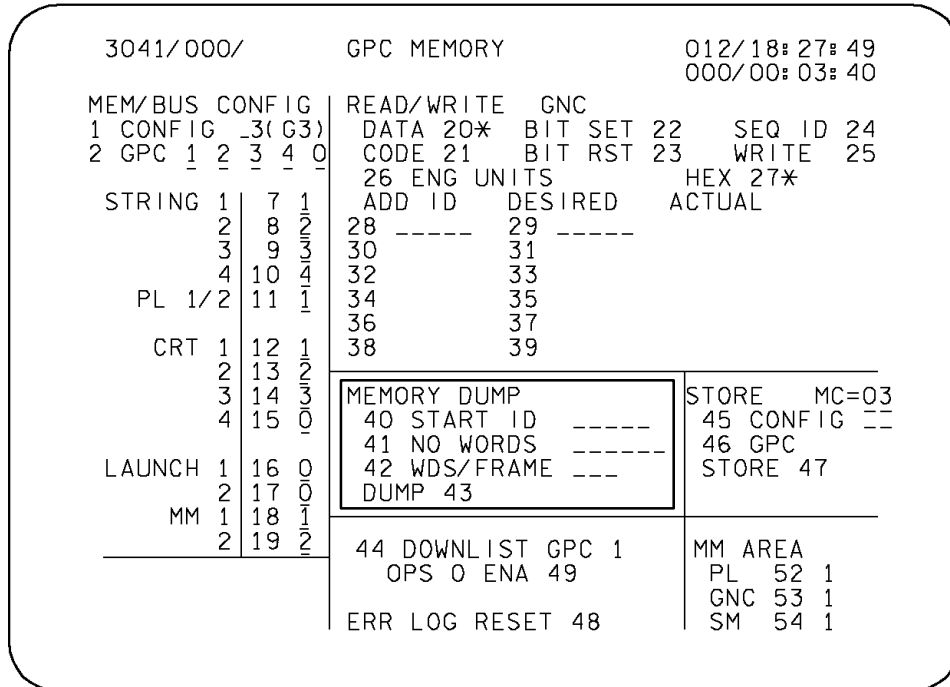 3041/000/ GPC MEMORY 012/18:27:49
000/00:03:40
MEM/BUS CONFIG READ/WRITE GNC
1 CONFIG _3(G3) DATA 20* BIT SET 22 SEQ ID 24
2 GPC 1 2 3 4 0 CODE 21 BIT RST 23 WRITE 25
26 ENG UNITS HEX 27*
STRING 1 7 1 ADD ID DESIRED ACTUAL
2 8 2 28 _____ 29 _____
3 9 3 30 31
4 10 4 32 33
PL 1/2 11 1 34 35
36 37
CRT 1 12 1 38 39
2 13 2
3 14 3 MEMORY DUMP STORE MC=03
4 15 0 40 START ID _____ 45 CONFIG __
41 NO WORDS ______ 46 GPC
LAUNCH 1 16 0 42 WDS/FRAME ___ STORE 47
2 17 0 DUMP 43
MM 1 18 1
2 19 2 44 DOWNLIST GPC 1 MM AREA
OPS 0 ENA 49 PL 52 1
GNC 53 1
ERR LOG RESET 48 SM 54 1